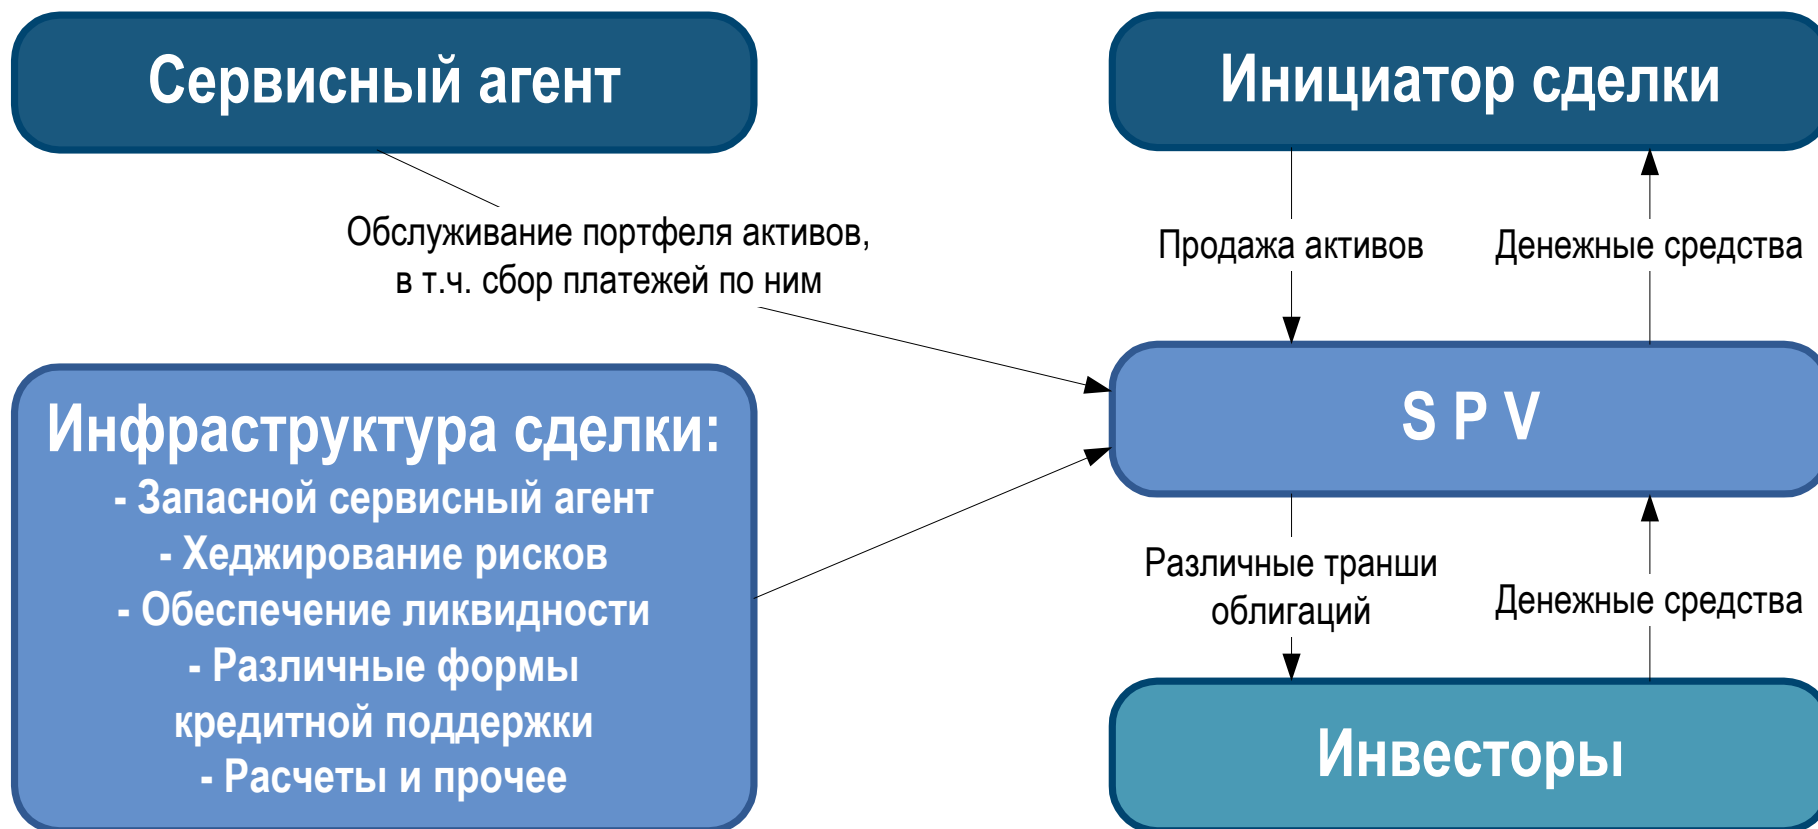 Сервисный агент
Инициатор сделки
Обслуживание портфеля активов,
в т.ч. сбор платежей по ним
Продажа активов
Денежные средства
S P V
Инфраструктура сделки:
- Запасной сервисный агент
- Хеджирование рисков
- Обеспечение ликвидности
- Различные формы
кредитной поддержки
- Расчеты и прочее
Различные транши
облигаций
Денежные средства
Инвесторы